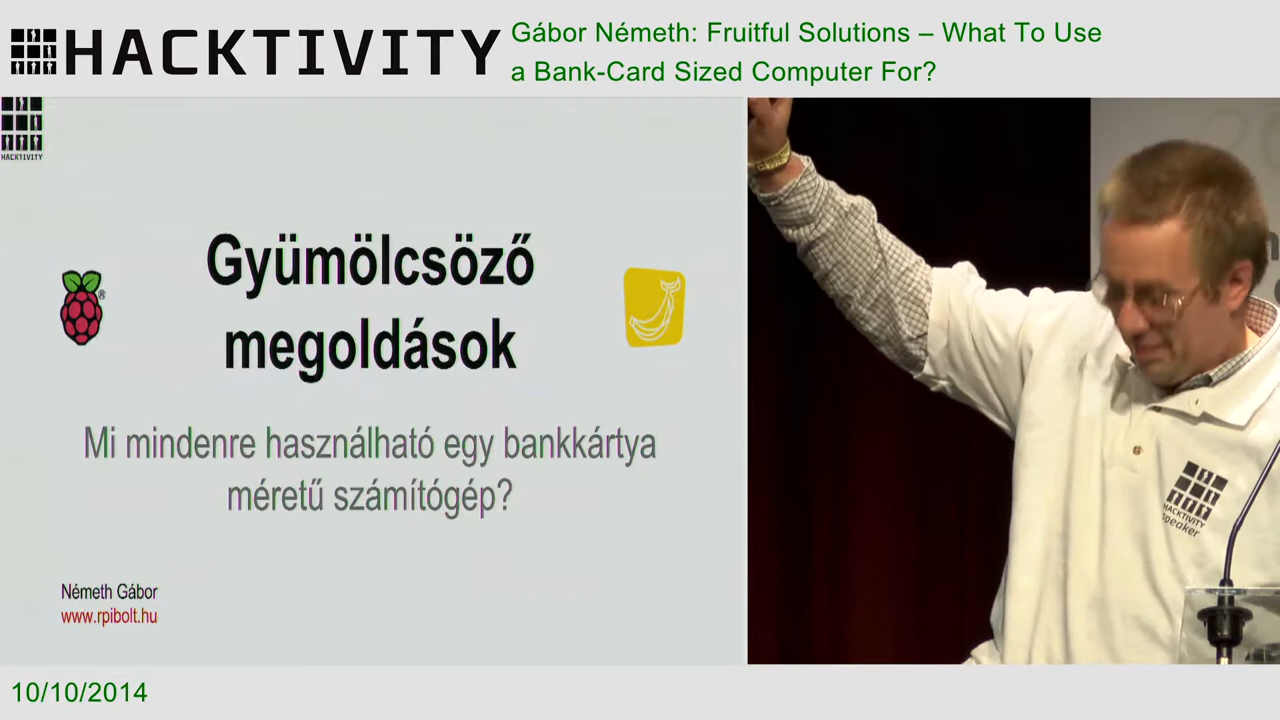 HACKTIVITY
Gábor Németh: Fruitful Solutions – What To Use
a Bank-Card Sized Computer For?
HACKTIVITY
Gyümölcsöző
megoldások
®
Mi mindenre használható egy bankkártya
méretű számítógép?
Németh Gábor
www.rpibolt.hu
HACKTIVITY
speaker
10/10/2014